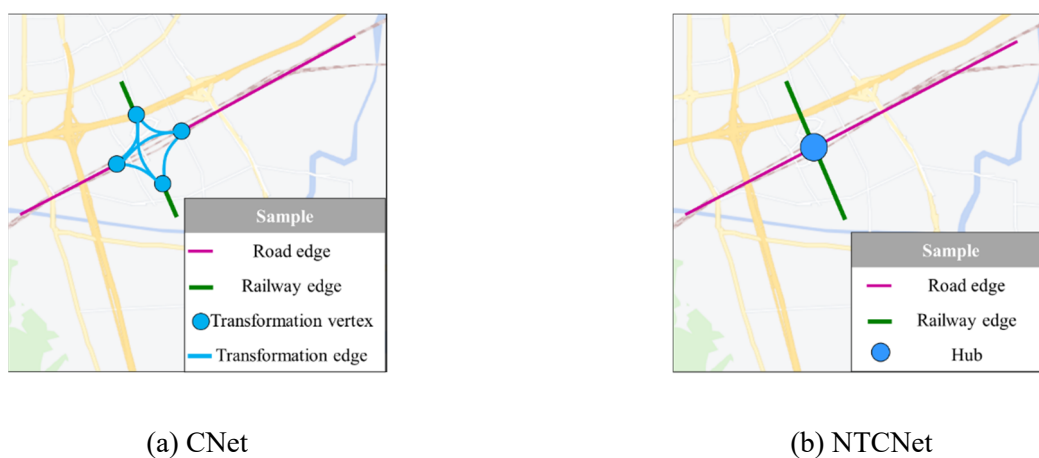 Sample
Road edge
Railway edge
Transformation vertex
Transformation edge
(a) CNet
Sample
Road edge
Railway edge
Hub
(b) NTCNet